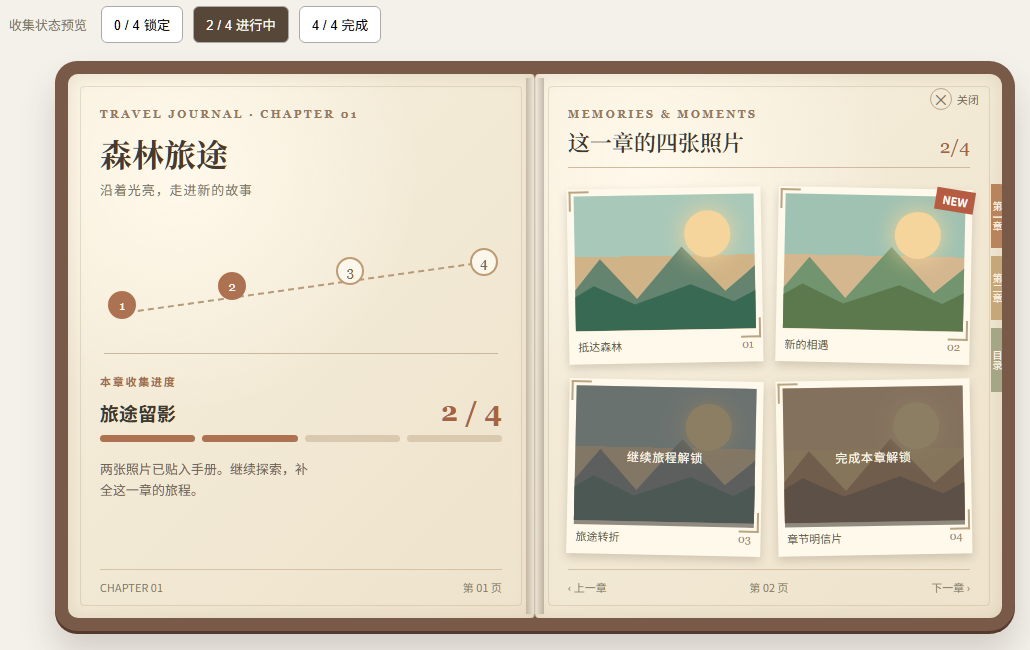 收集状态预览
0 / 4 锁定
2 / 4 进行中
4 / 4 完成
TRAVEL JOURNAL · CHAPTER 01
森林旅途
沿着光亮，走进新的故事
1
2
3
4
本章收集进度
旅途留影
2 / 4
两张照片已贴入手册。继续探索，补
全这一章的旅程。
CHAPTER 01
第 01 页
关闭
MEMORIES & MOMENTS
这一章的四张照片
2/4
抵达森林
01
NEW
新的相遇
02
继续旅程解锁
旅途转折
03
完成本章解锁
章节明信片
04
‹ 上一章
第 02 页
下一章 ›
第一章
第二章
目录